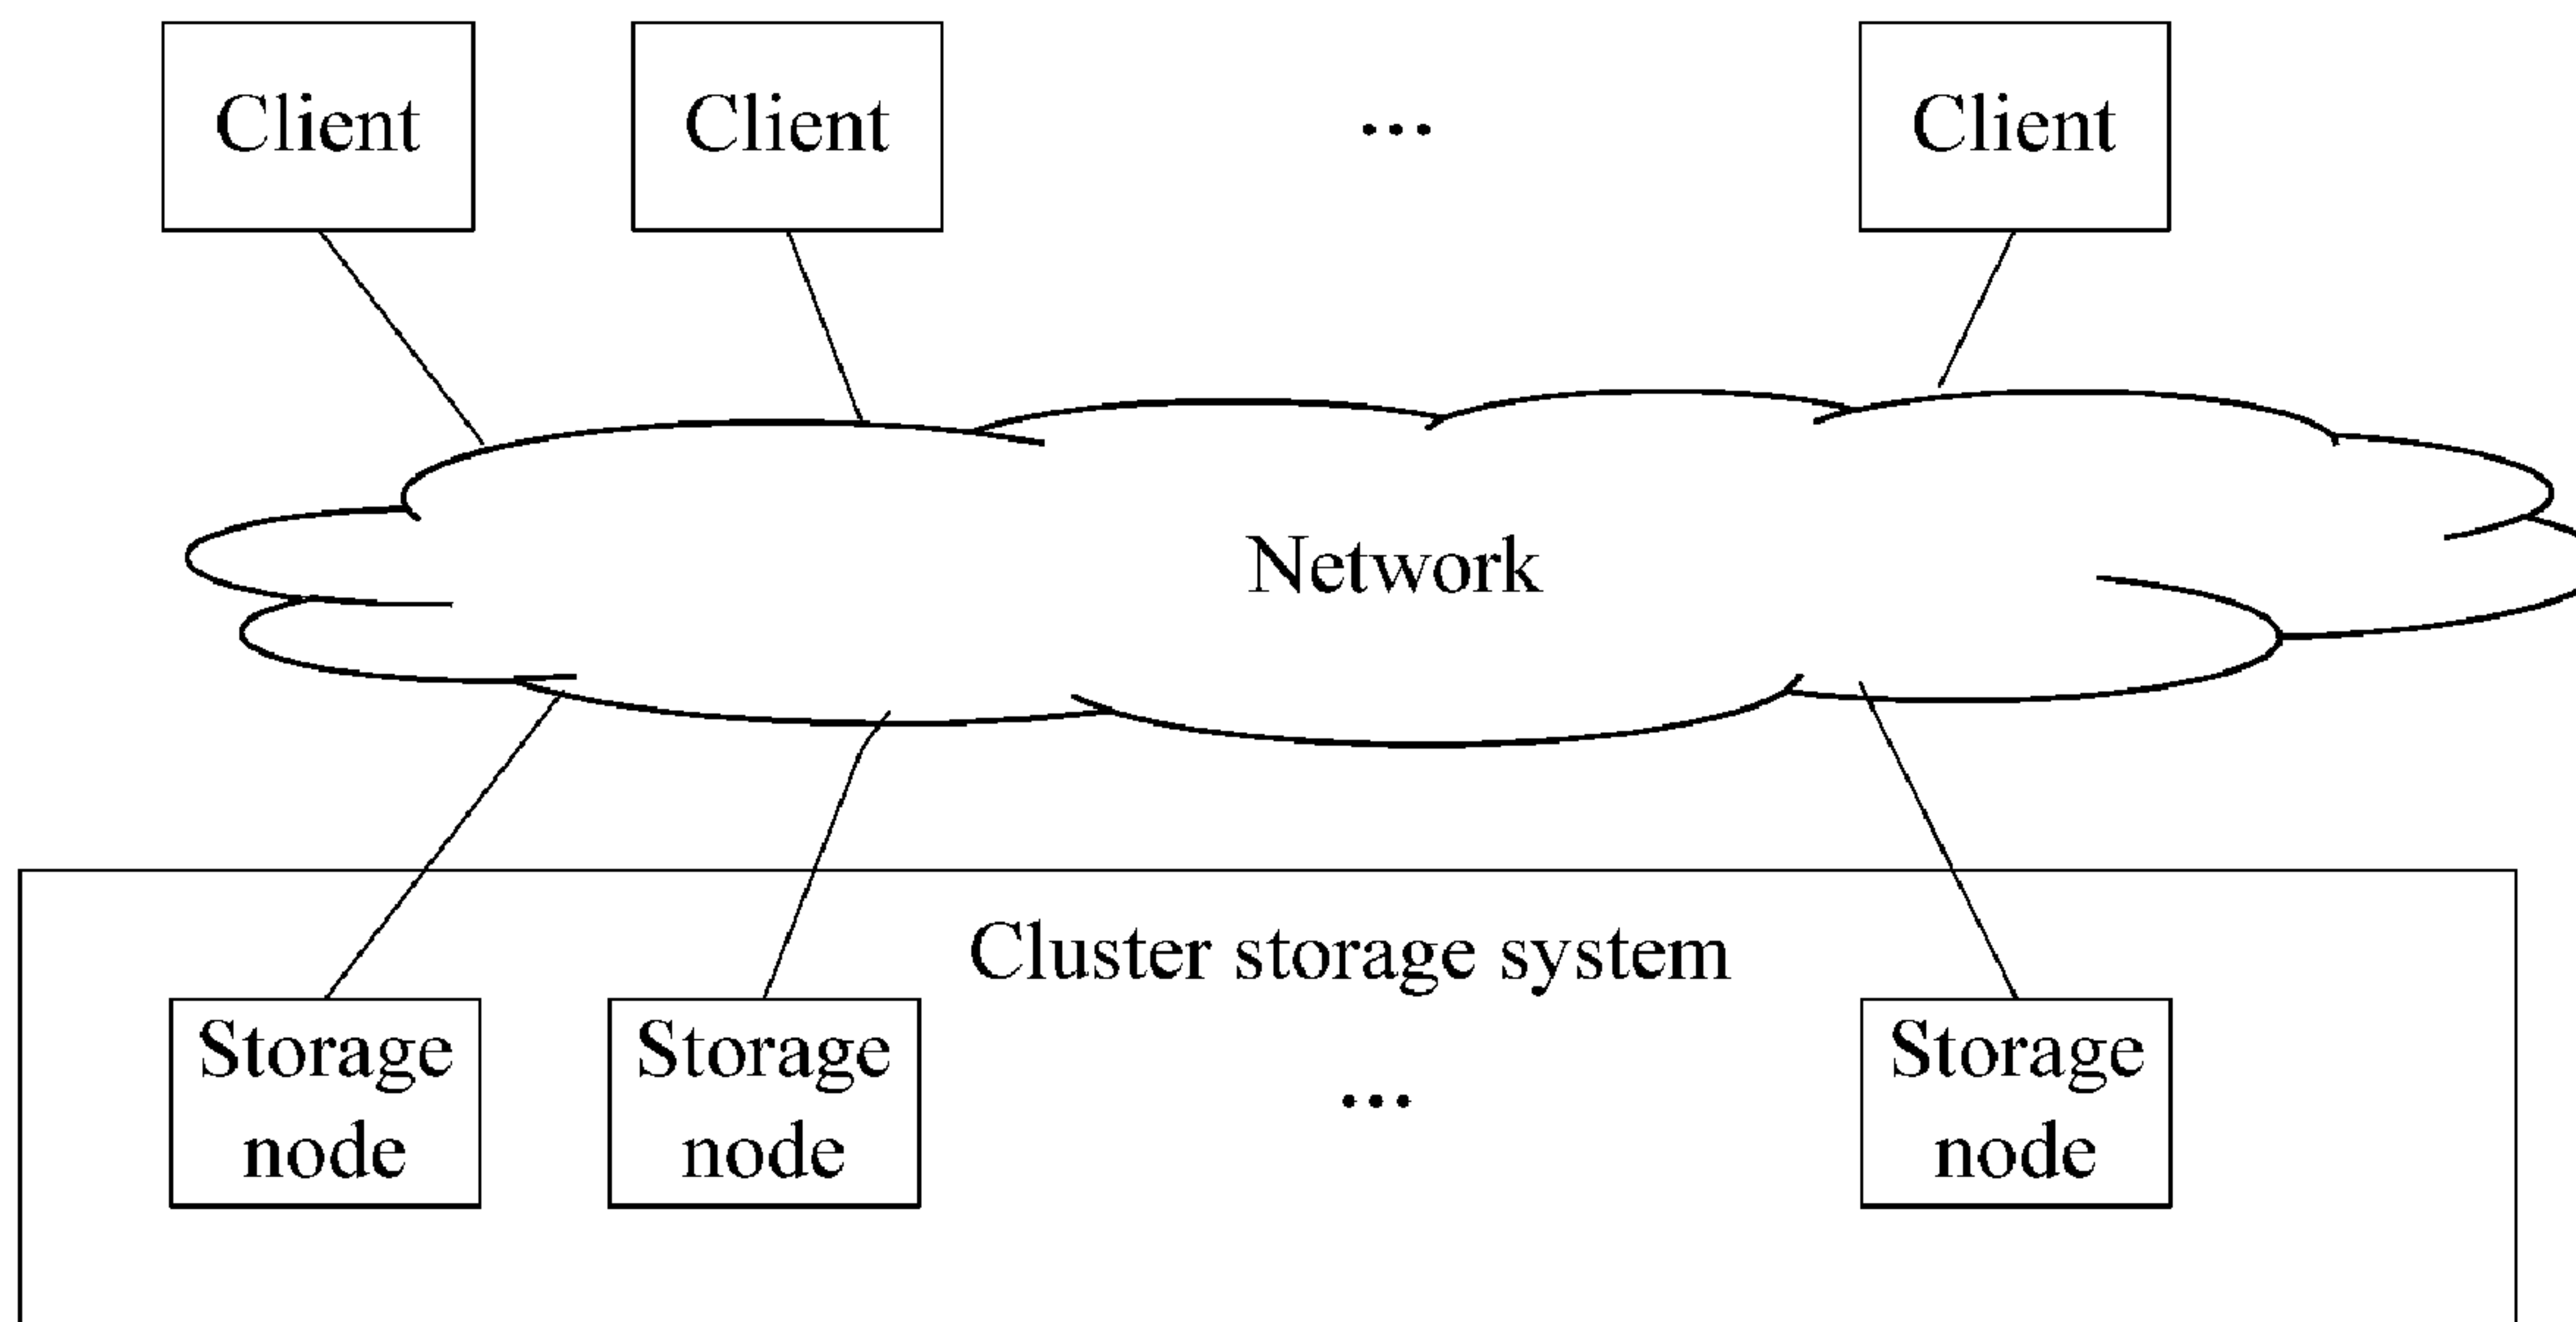 Client
Client
...
Client
Network
Cluster storage system
Storage
node
Storage
node
...
Storage
node